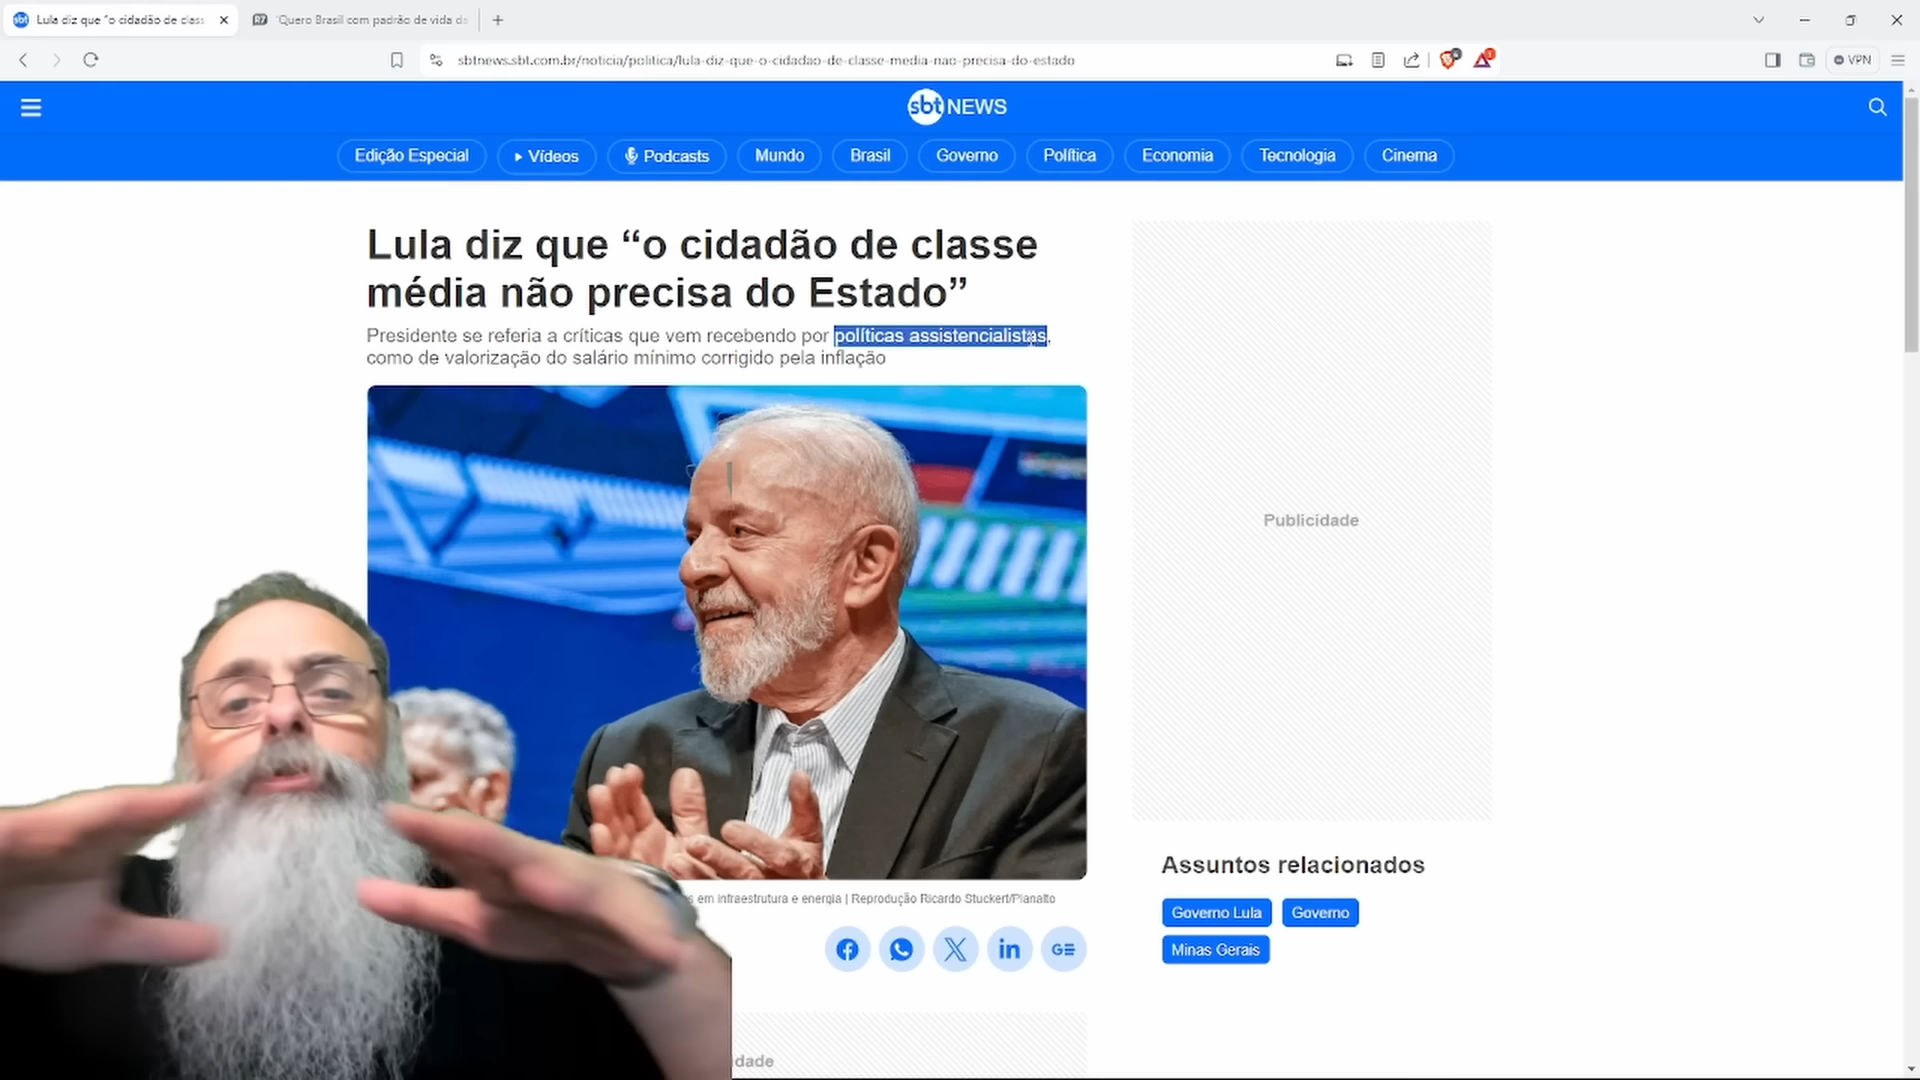 Lula diz que "o cidadão de clas
"Quero Brasil com padrão de vida da
sbtnews.sbt.com.br/noticia/politica/lula-diz-que-o-cidadao-de-classe-media-nao-precisa-do-estado
VPN
sbt NEWS
Edição Especial
Vídeos
Podcasts
Mundo
Brasil
Governo
Política
Economia
Tecnologia
Cinema
Lula diz que “o cidadão de classe
média não precisa do Estado”
Presidente se referia a críticas que vem recebendo por políticas assistencialistas,
como de valorização do salário mínimo corrigido pela inflação
s em infraestrutura e energia | Reprodução Ricardo Stuckert/Planalto
Publicidade
Assuntos relacionados
Governo Lula
Governo
Minas Gerais
dade